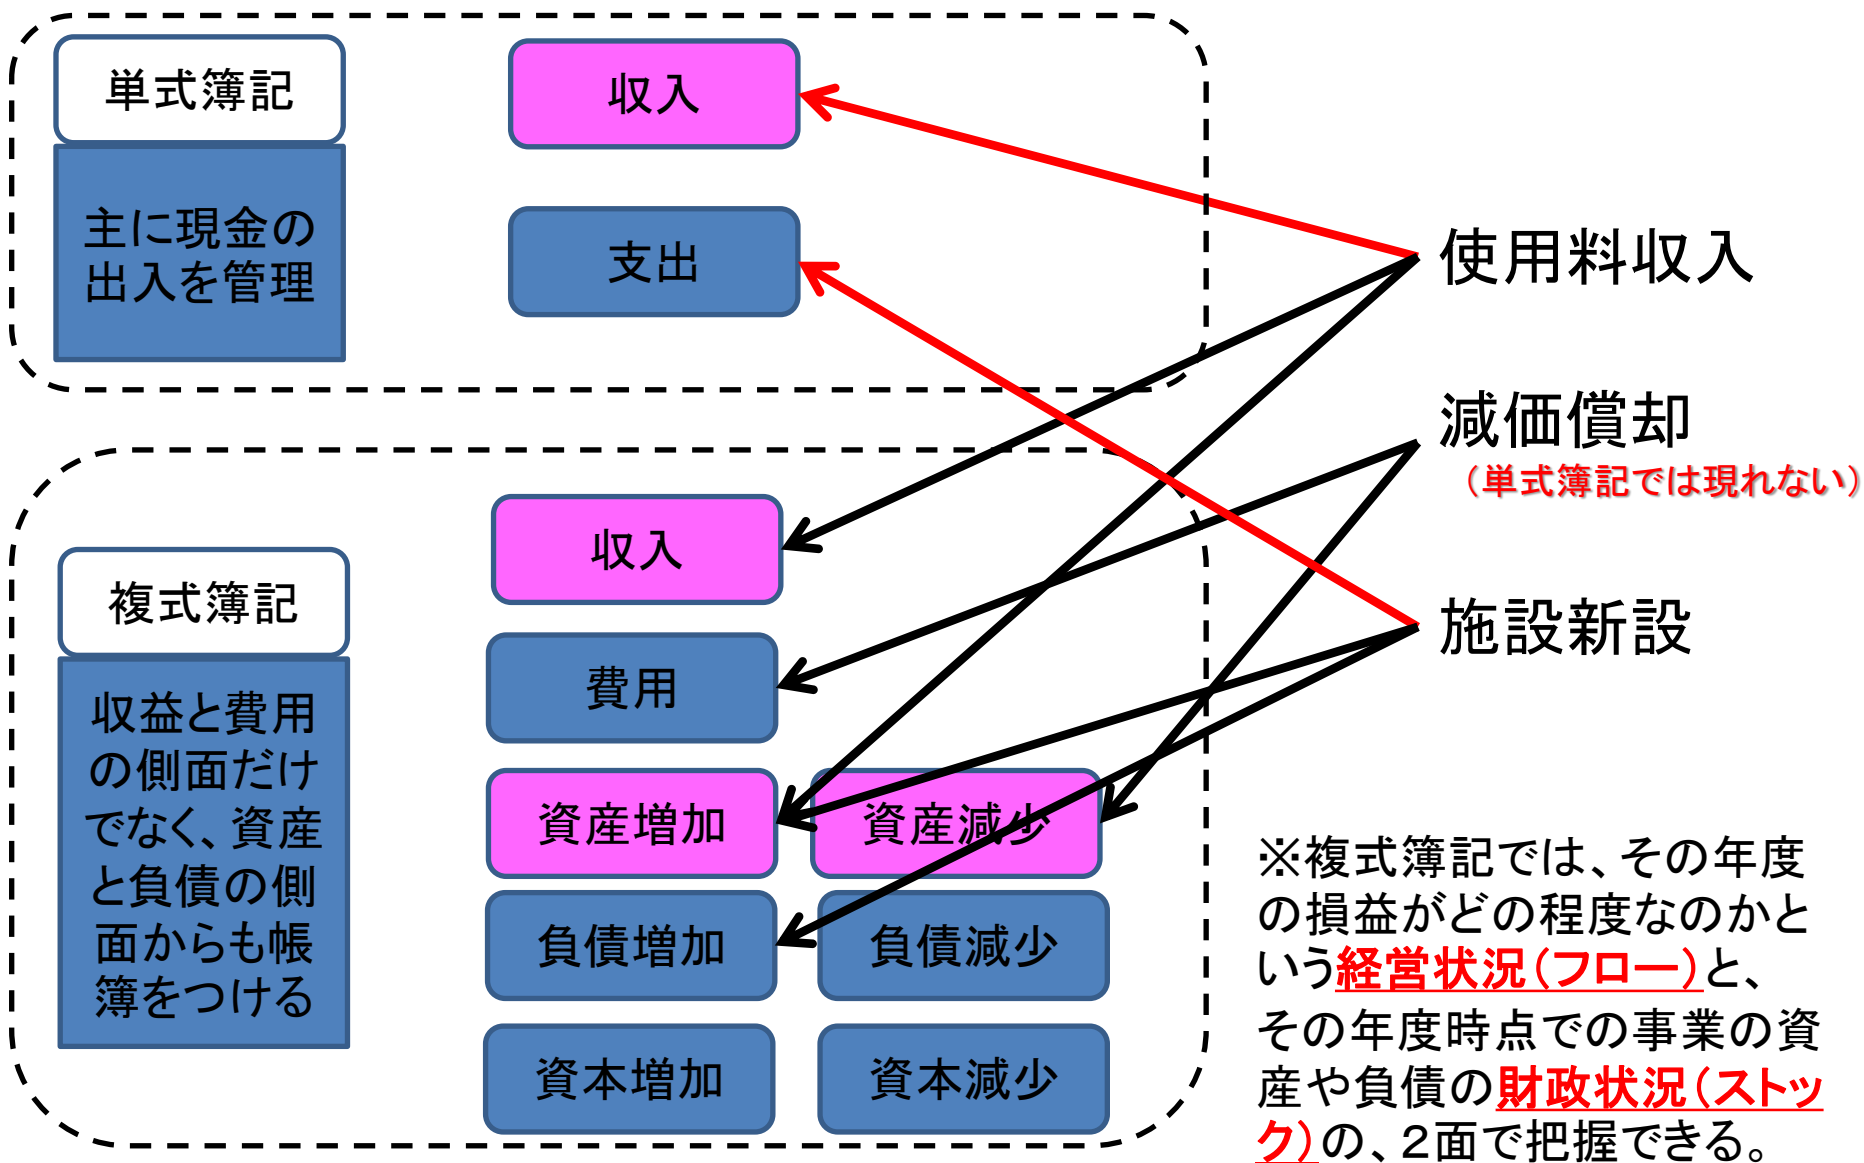 単式簿記
主に現金の
出入を管理
収入
支出
使用料収入
減価償却
（単式簿記では現れない）
施設新設
複式簿記
収益と費用
の側面だけ
でなく、資産
と負債の側
面からも帳
簿をつける
収入
費用
資産増加
資産減少
負債増加
負債減少
資本増加
資本減少
※複式簿記では、その年度
の損益がどの程度なのかと
いう経営状況（フロー）と、
その年度時点での事業の資
産や負債の財政状況（ストッ
ク）の、２面で把握できる。